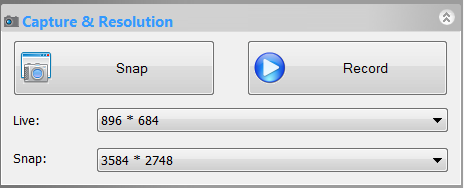 Capture & Resolution
Snap Record
Live: 896 * 684
Snap: 3584 * 2748